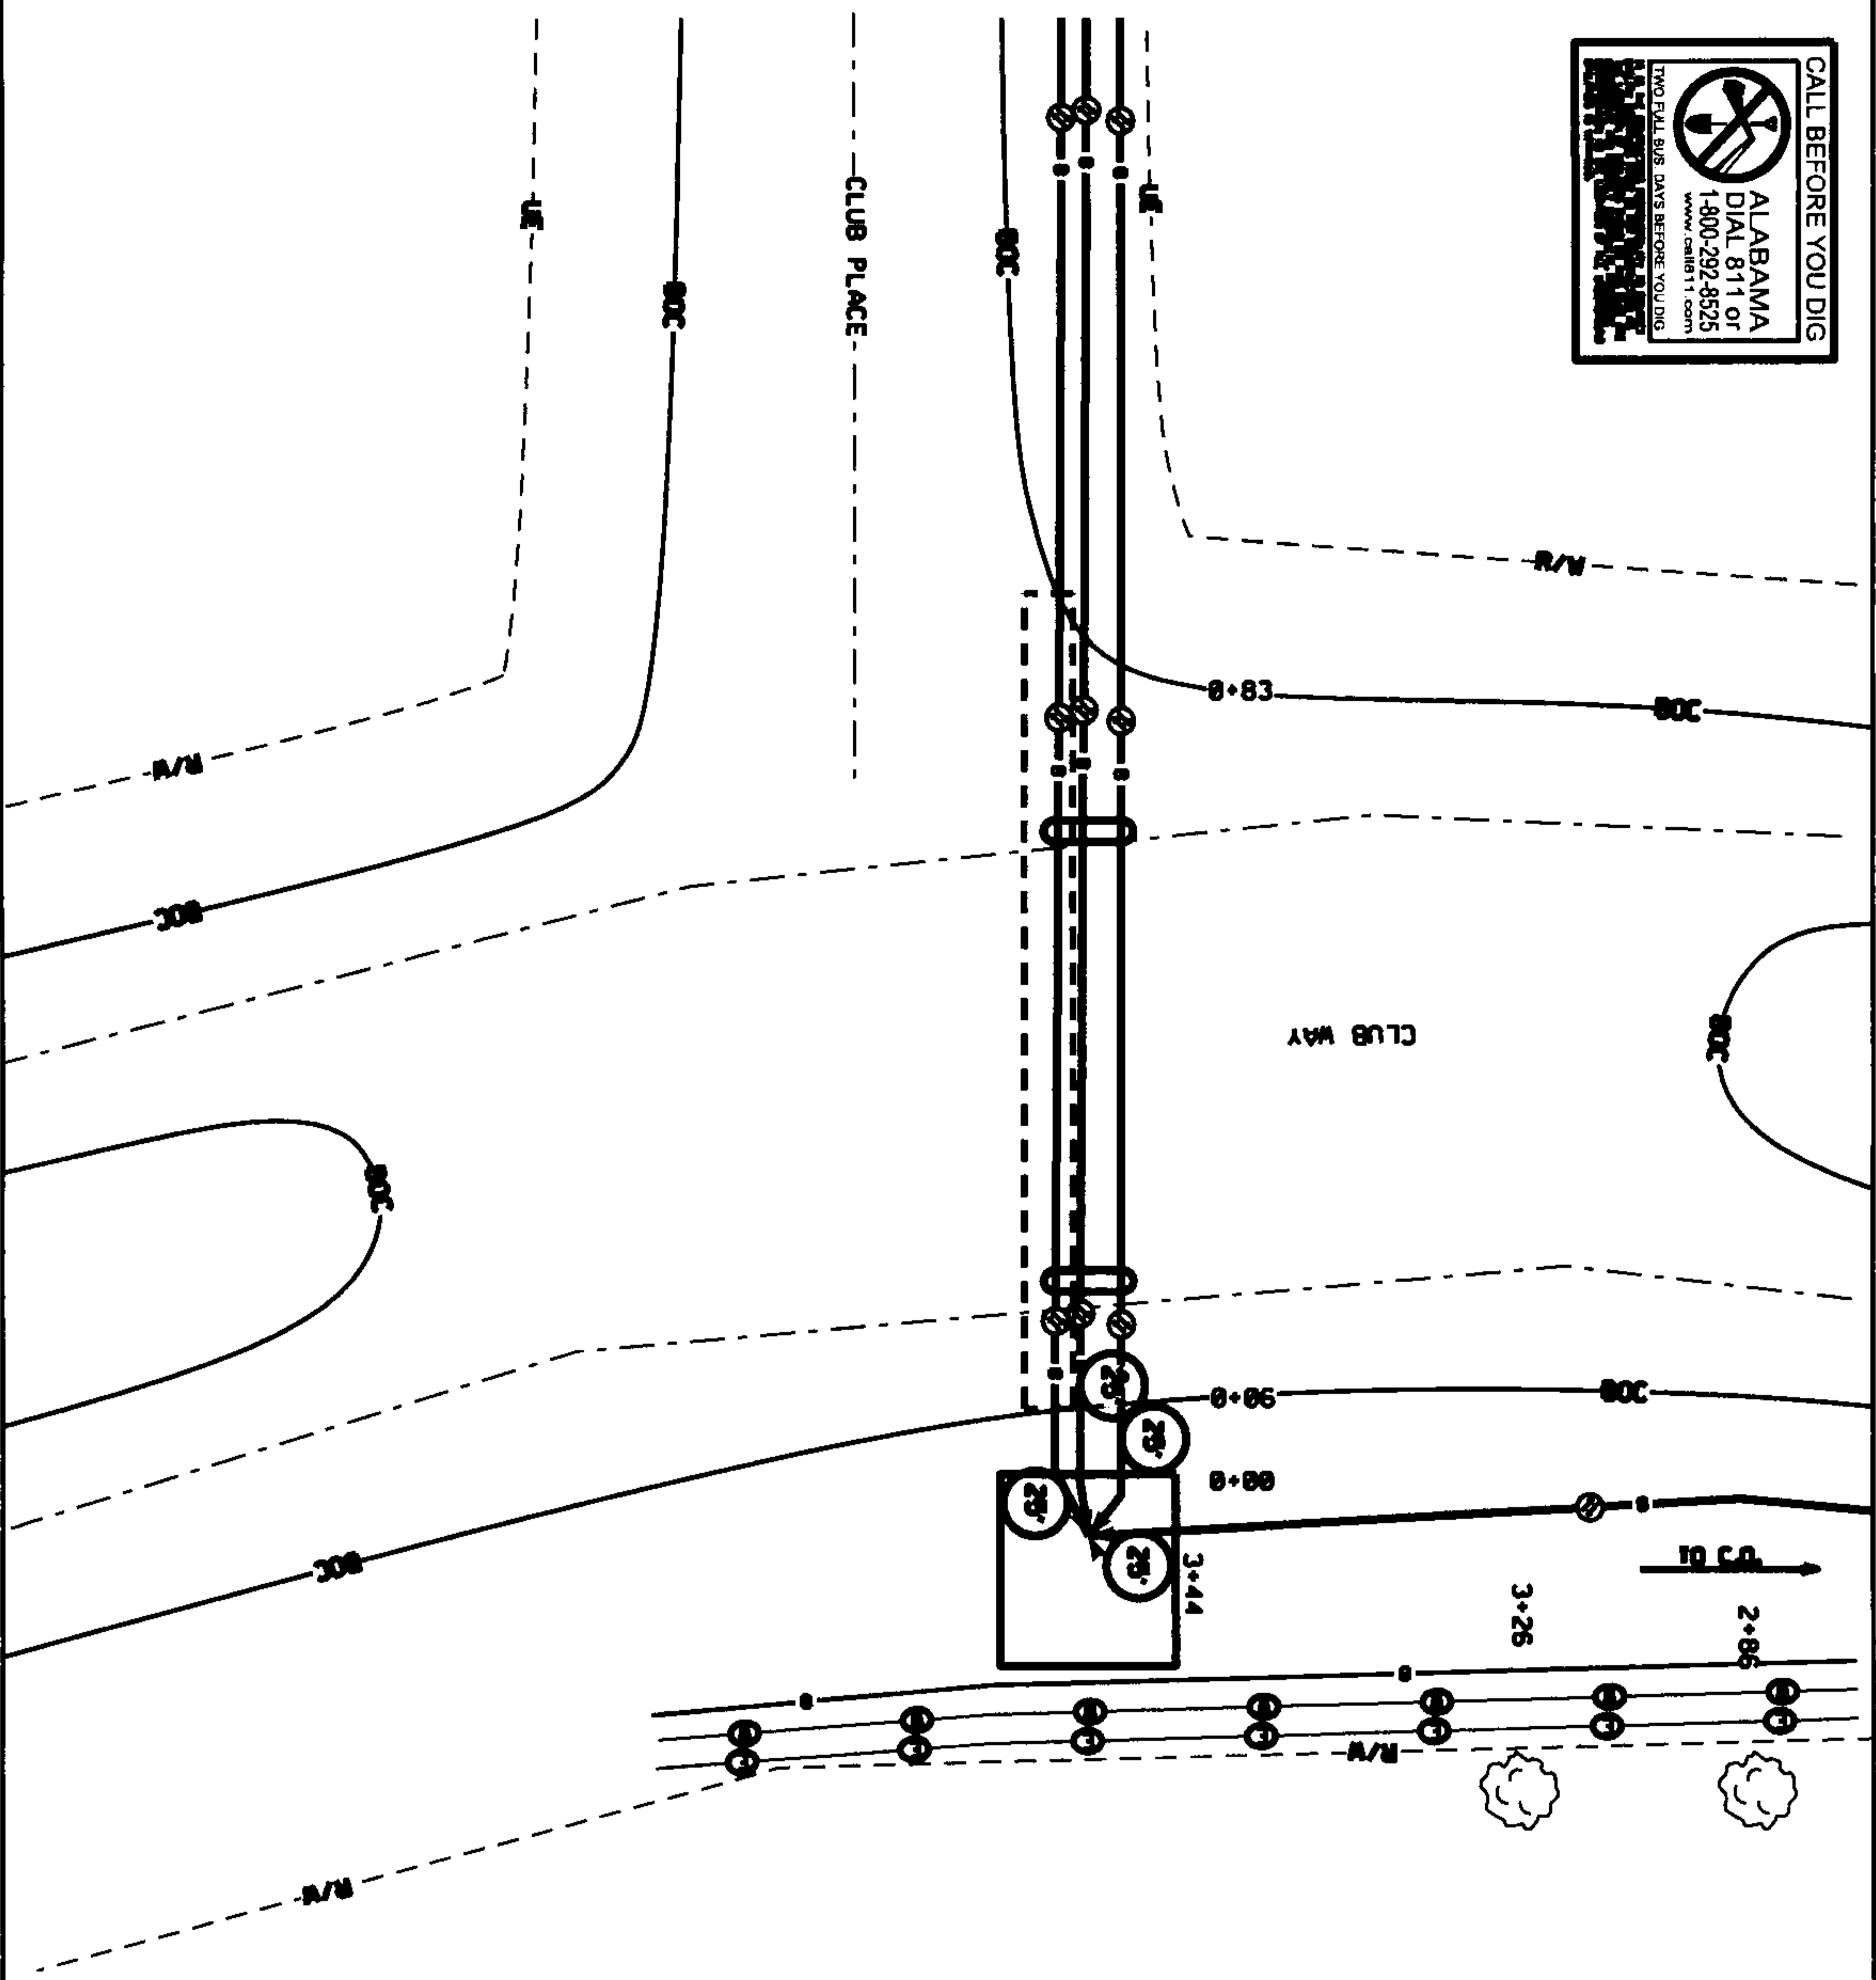 CALL BEFORE YOU DIG
ALABAMA
DIAL 811 or
1-800-292-8525
www.call811.com
TWO FULL BUS. DAYS BEFORE YOU DIG
UE
UE
BOC
BOC
CLUB PLACE
R/W
0+83
BOC
R/W
BOC
CLUB WAY
BOC
BOC
25'
0+06
BOC
25'
0+00
25'
25'
3+44
BOC
3+26
2+86
R/W
R/W